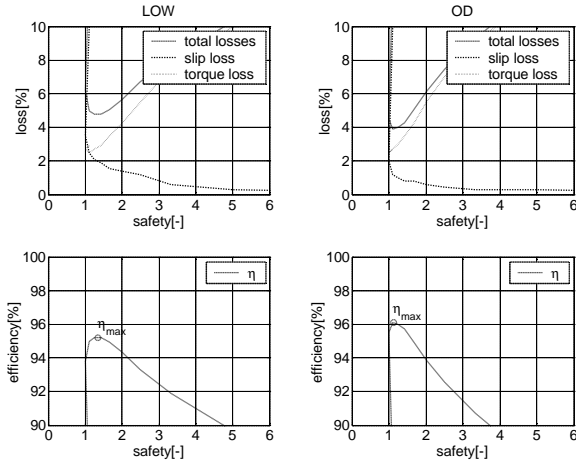 LOW
OD
10
8
6
4
2
0
loss[%]
total losses
slip loss
torque loss
0 1 2 3 4 5 6
safety[-]
10
8
6
4
2
0
loss[%]
total losses
slip loss
torque loss
0 1 2 3 4 5 6
safety[-]
100
98
96
94
92
90
efficiency[%]
η
ηmax
0 1 2 3 4 5 6
safety[-]
100
98
96
94
92
90
efficiency[%]
η
ηmax
0 1 2 3 4 5 6
safety[-]